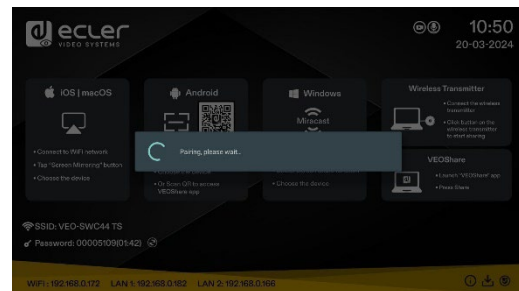 ecler
VIDEO SYSTEMS
10:50
20-03-2024
iOS | macOS
Android
Windows
Miracast
Wireless Transmitter
• Connect the wireless
transmitter
• Click button on the
wireless transmitter
to start sharing
• Connect to WiFi network
• Tap "Screen Mirroring" button
• Choose the device
Pairing, please wait..
• Or Scan QR to access
VEOShare app
• Choose the device
VEOShare
• Launch "VEOShare" app
• Press Share
SSID: VEO-SWC44 TS
Password: 00005109(01:42)
WiFi: 192.168.0.172 LAN 1: 192.168.0.182 LAN 2: 192.168.0.166